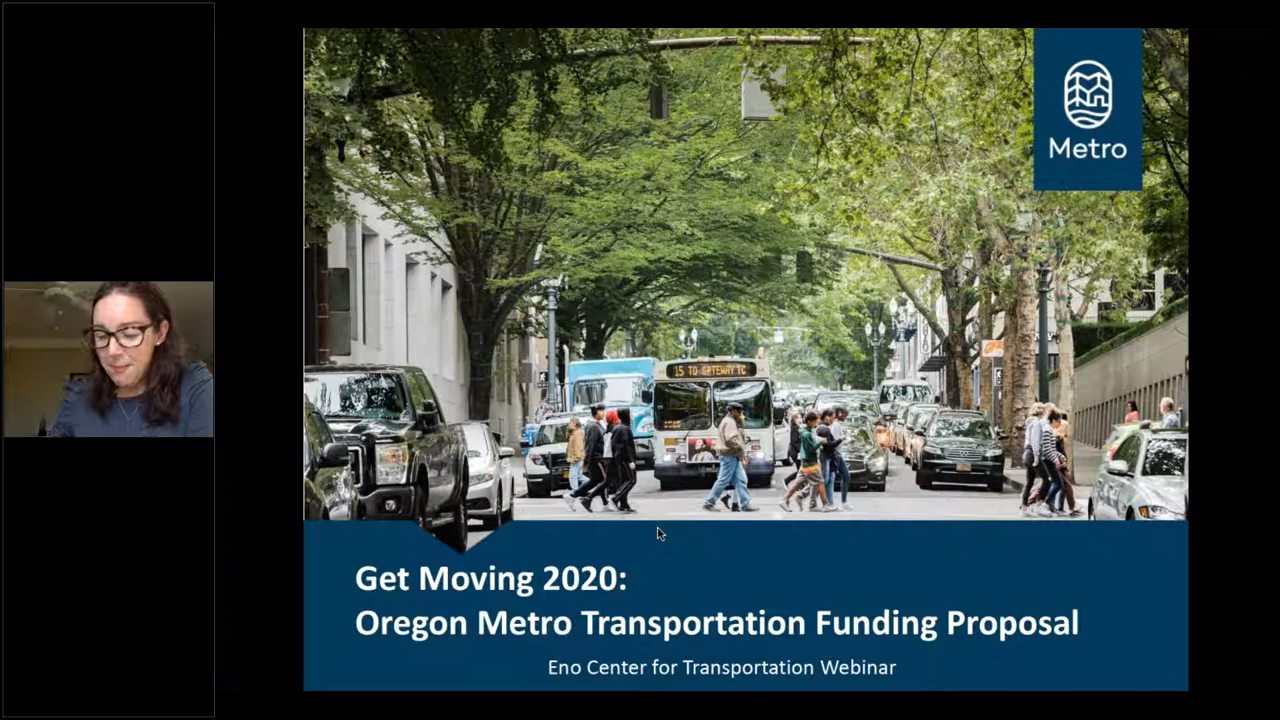 Metro
15 TO GATEWAY TC
Get Moving 2020:
Oregon Metro Transportation Funding Proposal
Eno Center for Transportation Webinar